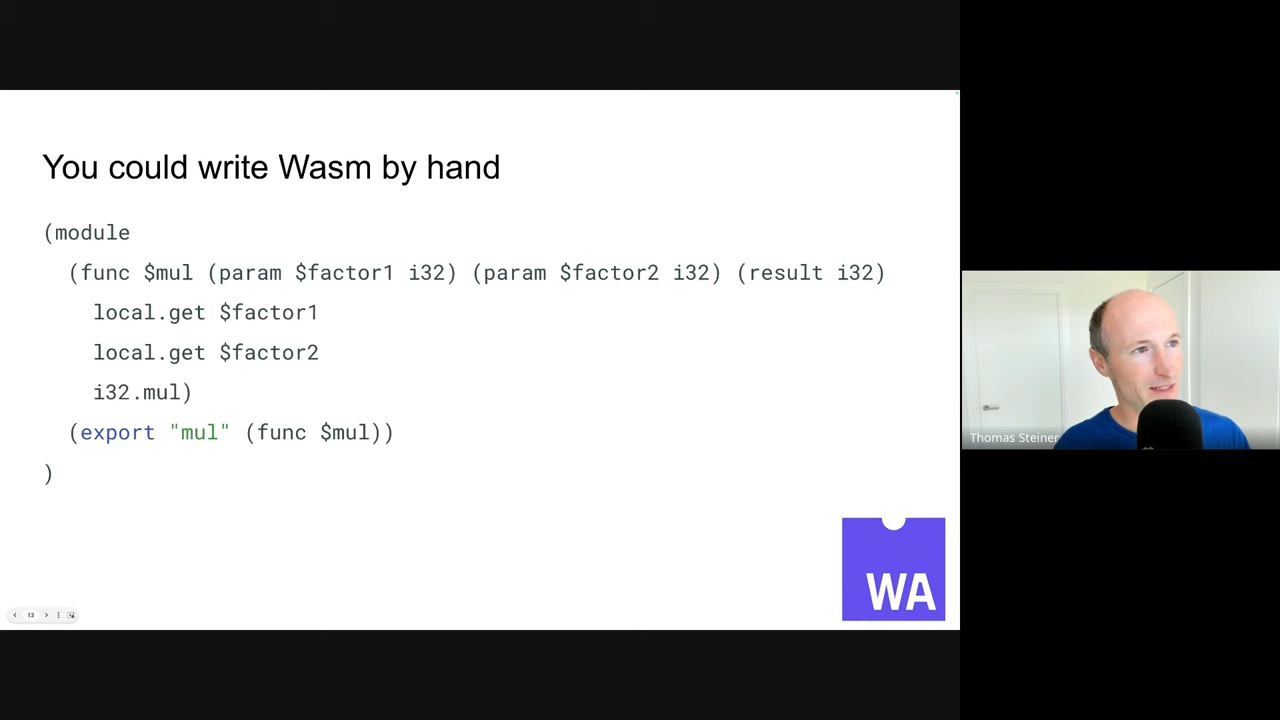 You could write Wasm by hand
(module
(func $mul (param $factor1 i32) (param $factor2 i32) (result i32)
local.get $factor1
local.get $factor2
i32.mul)
(export "mul" (func $mul))
)
Thomas Steiner
WA
13